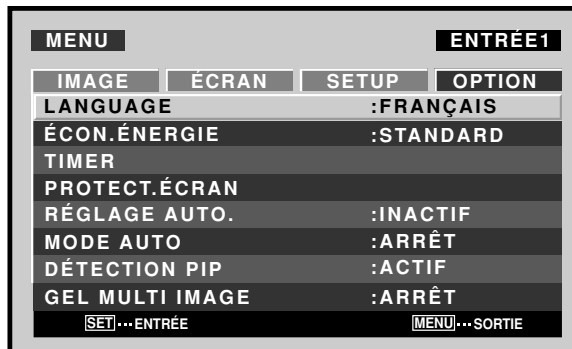 MENU ENTRÉE1
IMAGE ÉCRAN SETUP OPTION
LANGUAGE :FRANÇAIS
ÉCON.ÉNERGIE :STANDARD
TIMER
PROTECT.ÉCRAN
RÉGLAGE AUTO. :INACTIF
MODE AUTO :ARRÊT
DÉTECTION PIP :ACTIF
GEL MULTI IMAGE :ARRÊT
SET···ENTRÉE MENU···SORTIE